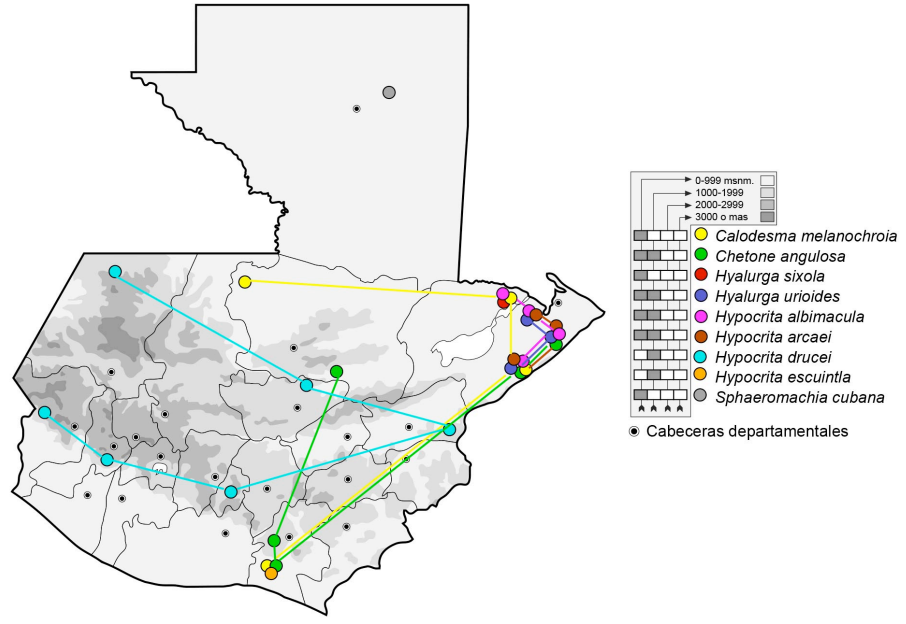 0-999 msnm.
1000-1999
2000-2999
3000 o mas
Calodesma melanochroia
Chetone angulosa
Hyalurga sixola
Hyalurga urioides
Hypocrita albimacula
Hypocrita arcaei
Hypocrita drucei
Hypocrita escuintla
Sphaeromachia cubana
Cabeceras departamentales